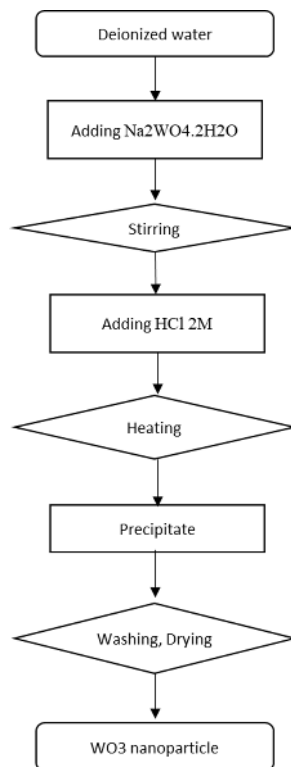 Deionized water
Adding Na2WO4.2H2O
Stirring
Adding HCl 2M
Heating
Precipitate
Washing, Drying
WO3 nanoparticle